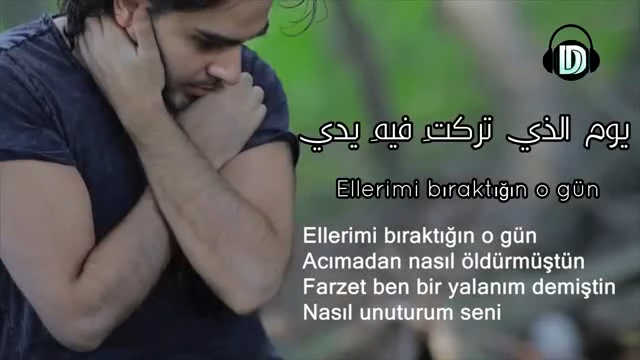 يوم الذي تركتِ فيهِ يدي
Ellerimi bıraktığın o gün
Ellerimi bıraktığın o gün
Acımadan nasıl öldürmüştün
Farzet ben bir yalanım demiştin
Nasıl unuturum seni